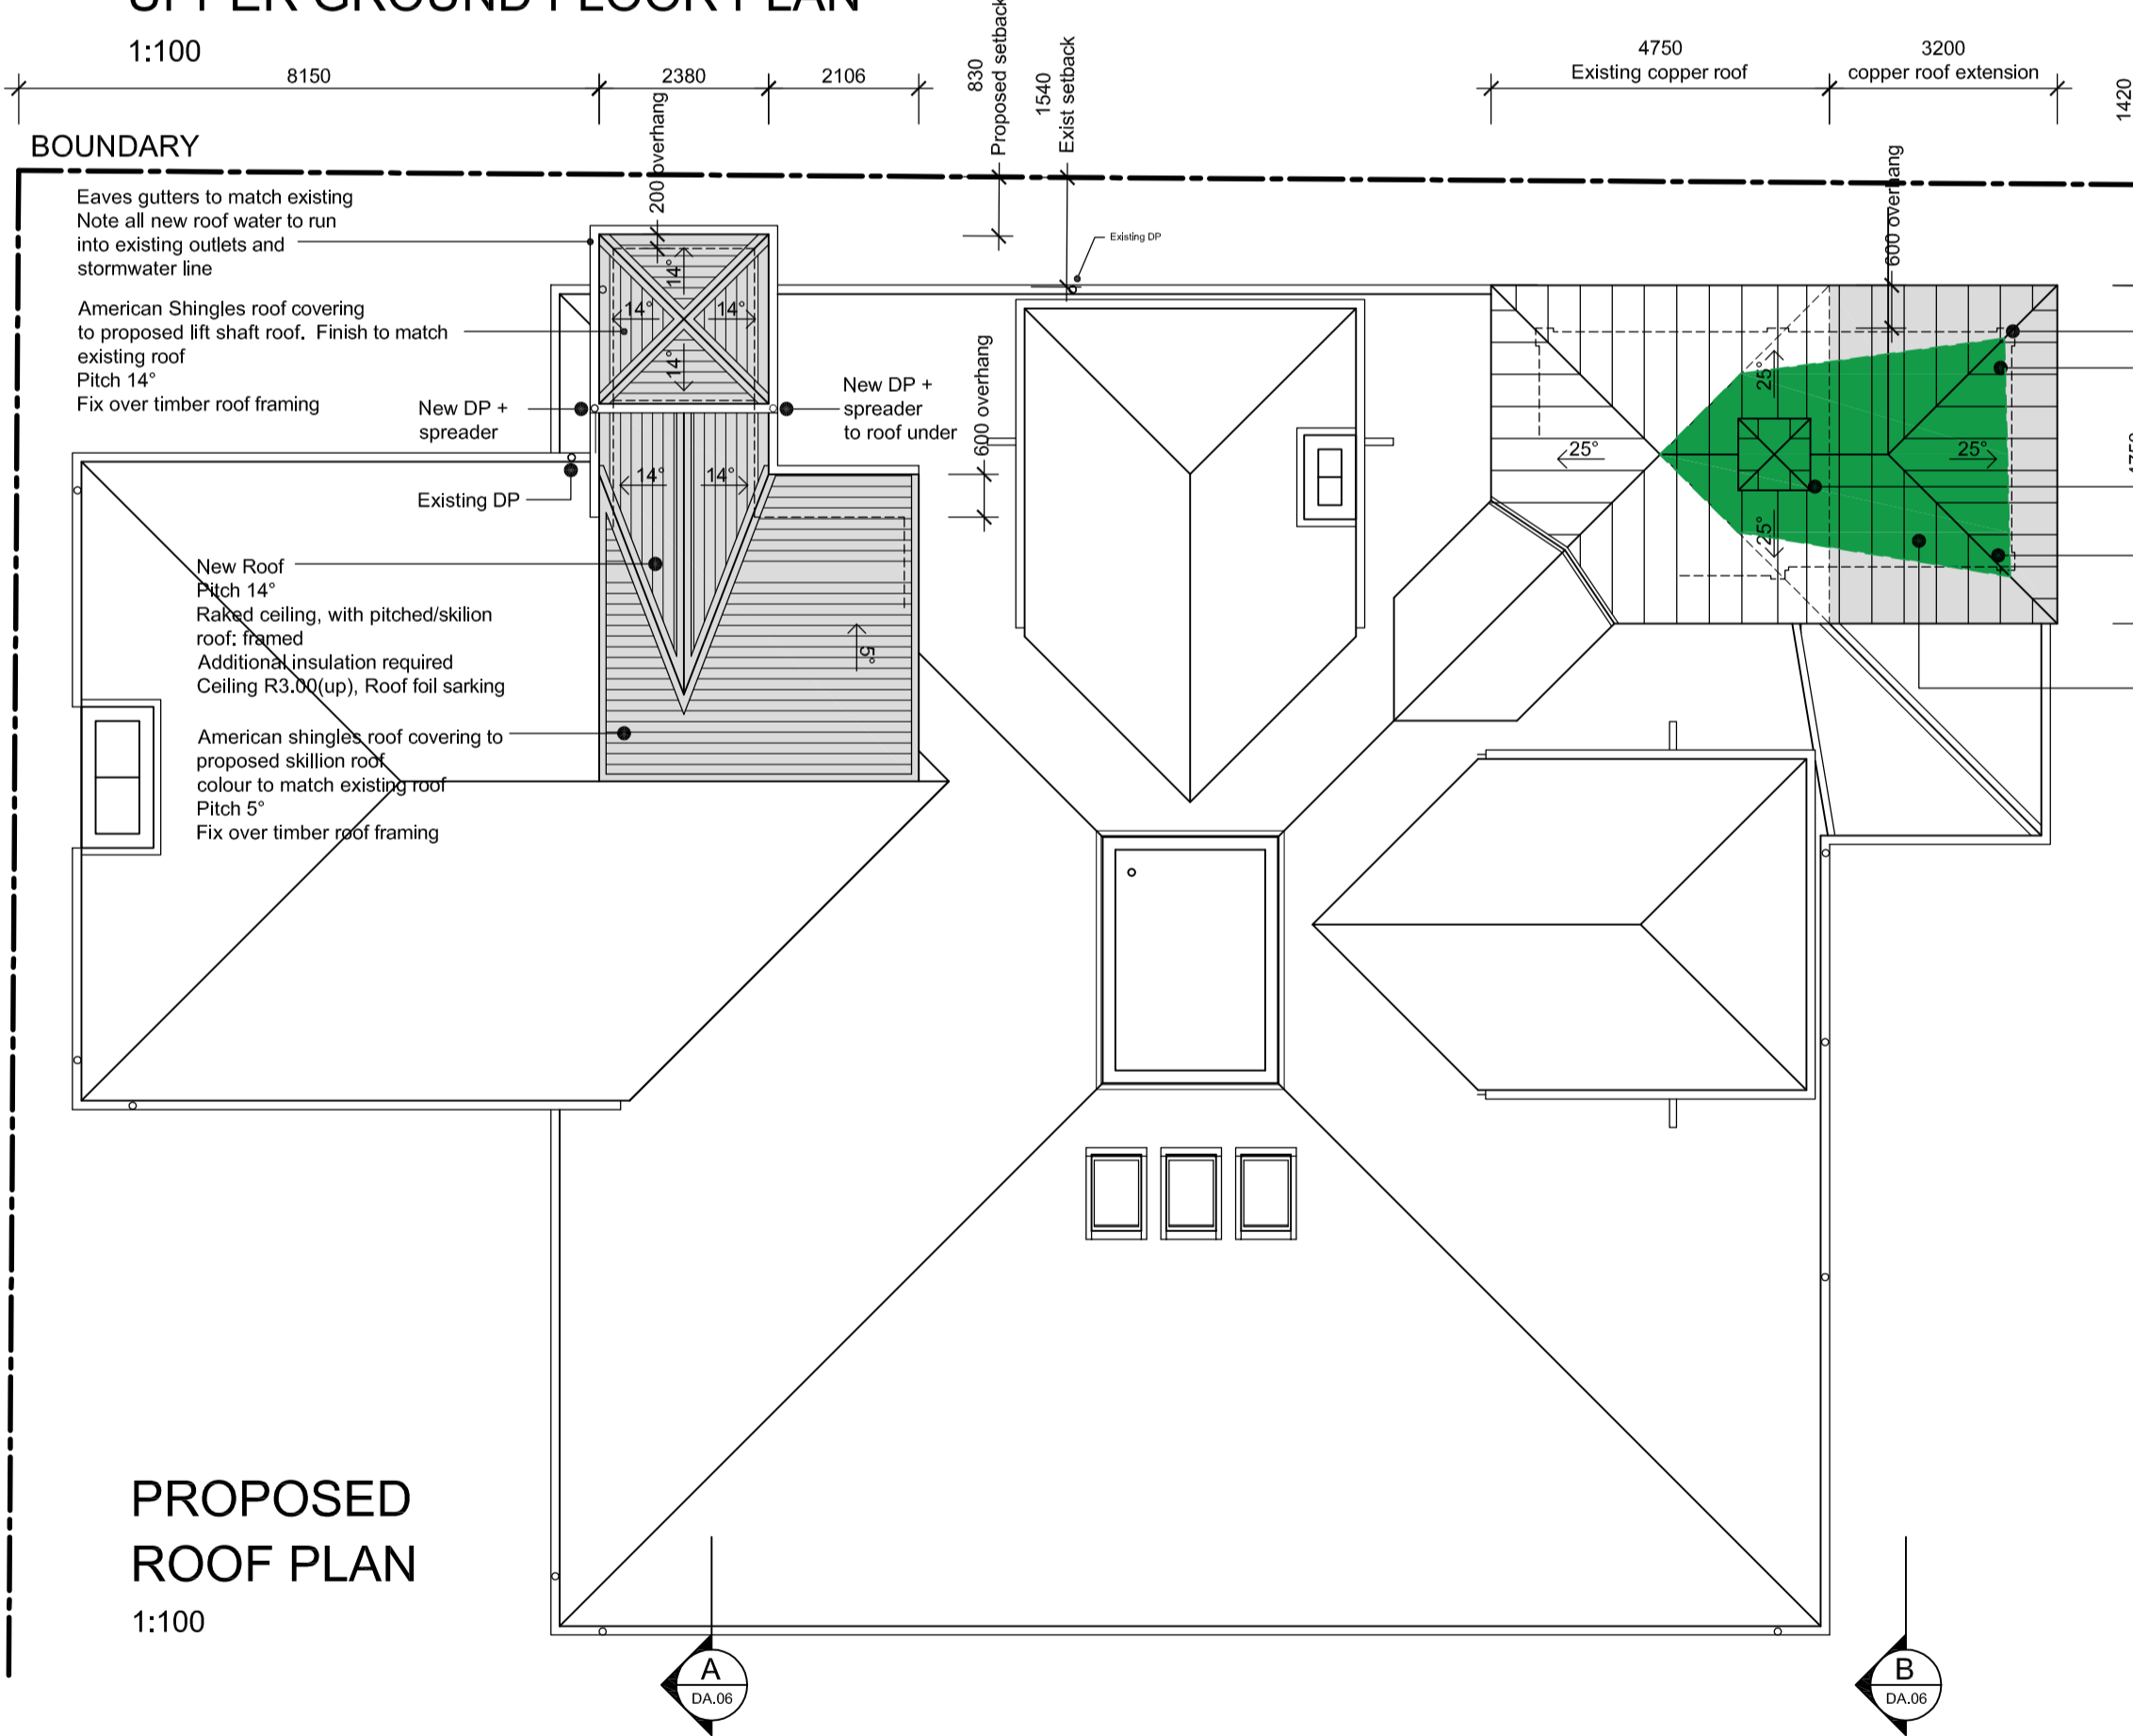 UPPER GROUND FLOOR PLAN
1:100
8150
2380
2106
830
Proposed setback
1540
Exist setback
4750
Existing copper roof
3200
copper roof extension
1420
BOUNDARY
200 overhang
600 overhang
Eaves gutters to match existing
Note all new roof water to run
into existing outlets and
stormwater line
Existing DP
American Shingles roof covering
to proposed lift shaft roof. Finish to match
existing roof
Pitch 14°
Fix over timber roof framing
14°
14°
14°
14°
New DP +
spreader
New DP +
spreader
to roof under
600 overhang
25°
25°
25°
25°
4750
14°
14°
Existing DP
New Roof
Pitch 14°
Raked ceiling, with pitched/skilion
roof: framed
Additional insulation required
Ceiling R3.00(up), Roof foil sarking
5°
American shingles roof covering to
proposed skillion roof
colour to match existing roof
Pitch 5°
Fix over timber roof framing
PROPOSED
ROOF PLAN
1:100
A
DA.06
B
DA.06